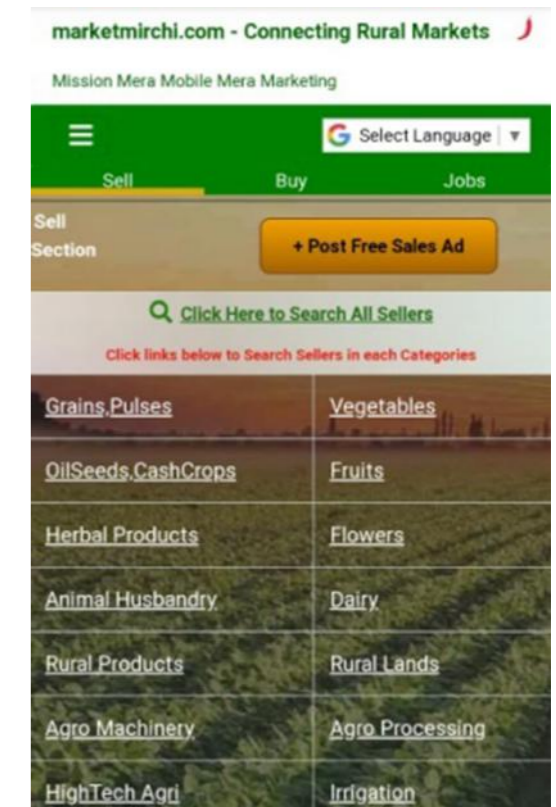 marketmirchi.com - Connecting Rural Markets
Mission Mera Mobile Mera Marketing
Select Language
Sell Buy Jobs
Sell
Section
+ Post Free Sales Ad
Click Here to Search All Sellers
Click links below to Search Sellers in each Categories
Grains,Pulses Vegetables
OilSeeds,CashCrops Fruits
Herbal Products Flowers
Animal Husbandry Dairy
Rural Products Rural Lands
Agro Machinery Agro Processing
HighTech Agri Irrigation